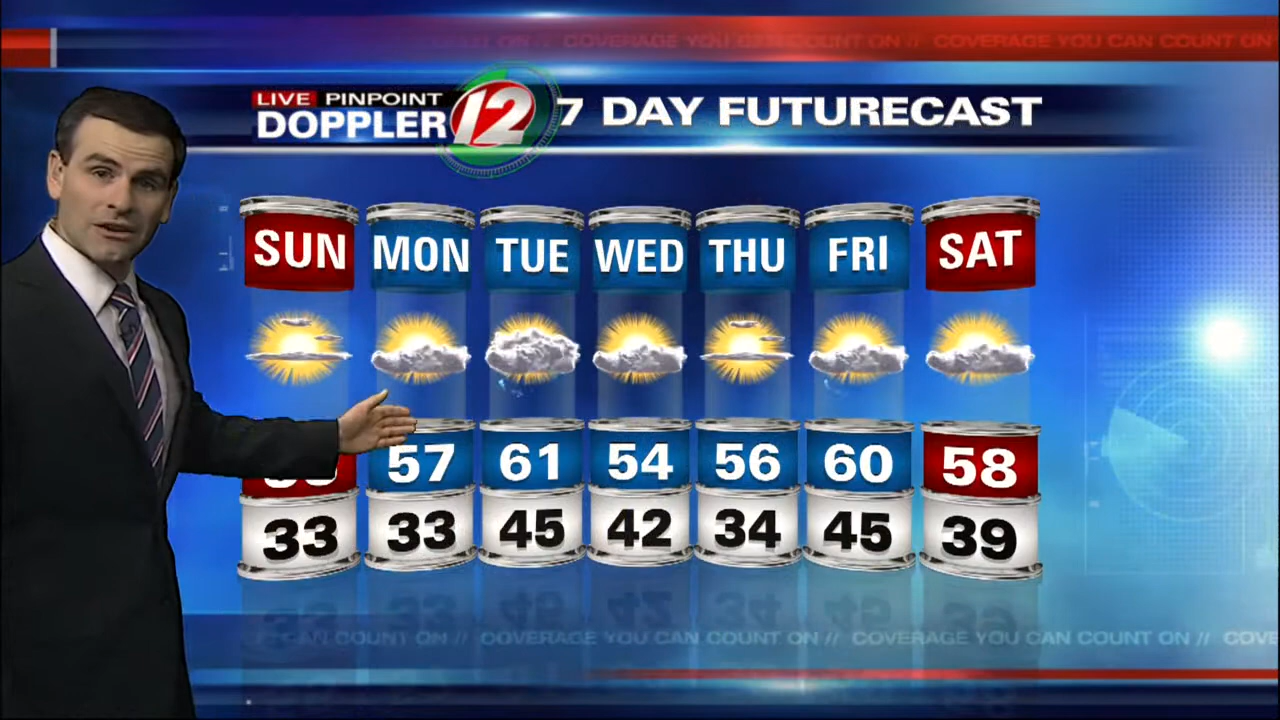 COVERAGE YOU CAN COUNT ON // COVERAGE YOU CAN COUNT ON
LIVE PINPOINT
DOPPLER 12 7 DAY FUTURECAST
SUN MON TUE WED THU FRI SAT
57 61 54 56 60 58
33 33 45 42 34 45 39
CAN COUNT ON // COVERAGE YOU CAN COUNT ON // COVERAGE YOU CAN COUNT ON // COVE